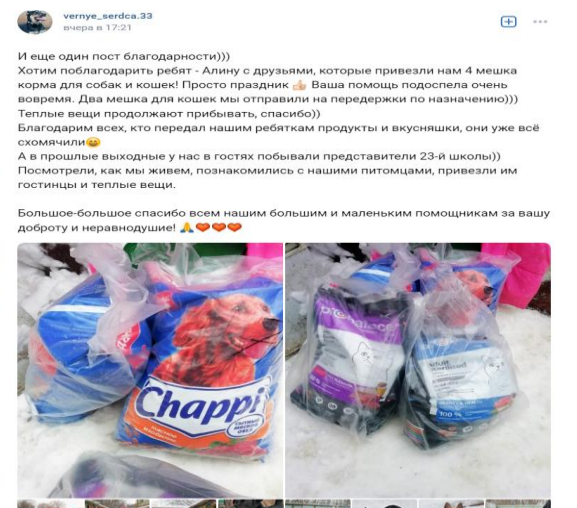 vernye_serdca.33
вчера в 17:21
И еще один пост благодарности)))
Хотим поблагодарить ребят - Алину с друзьями, которые привезли нам 4 мешка
корма для собак и кошек! Просто праздник 👍 Ваша помощь подоспела очень
вовремя. Два мешка для кошек мы отправили на передержки по назначению)))
Теплые вещи продолжают прибывать, спасибо))
Благодарим всех, кто передал нашим ребяткам продукты и вкусняшки, они уже всё
схомячили😄
А в прошлые выходные у нас в гостях побывали представители 23-й школы))
Посмотрели, как мы живем, познакомились с нашими питомцами, привезли им
гостинцы и теплые вещи.
Большое-большое спасибо всем нашим большим и маленьким помощникам за вашу
доброту и неравнодушие! 🙏❤❤❤
Chappi
100 %